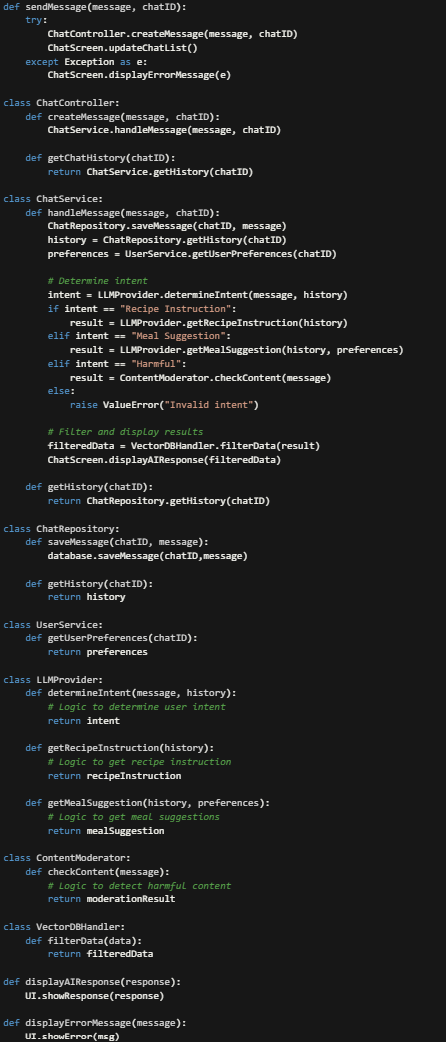 def sendMessage(message, chatID):
    try:
        ChatController.createMessage(message, chatID)
        ChatScreen.updateChatList()
    except Exception as e:
        ChatScreen.displayErrorMessage(e)

class ChatController:
    def createMessage(message, chatID):
        ChatService.handleMessage(message, chatID)

    def getChatHistory(chatID):
        return ChatService.getHistory(chatID)

class ChatService:
    def handleMessage(message, chatID):
        ChatRepository.saveMessage(chatID, message)
        history = ChatRepository.getHistory(chatID)
        preferences = UserService.getUserPreferences(chatID)

        # Determine intent
        intent = LLMProvider.determineIntent(message, history)
        if intent == "Recipe Instruction":
            result = LLMProvider.getRecipeInstruction(history)
        elif intent == "Meal Suggestion":
            result = LLMProvider.getMealSuggestion(history, preferences)
        elif intent == "Harmful":
            result = ContentModerator.checkContent(message)
        else:
            raise ValueError("Invalid intent")

        # Filter and display results
        filteredData = VectorDBHandler.filterData(result)
        ChatScreen.displayAIResponse(filteredData)

    def getHistory(chatID):
        return ChatRepository.getHistory(chatID)

class ChatRepository:
    def saveMessage(chatID, message):
        database.saveMessage(chatID,message)

    def getHistory(chatID):
        return history

class UserService:
    def getUserPreferences(chatID):
        return preferences

class LLMProvider:
    def determineIntent(message, history):
        # Logic to determine user intent
        return intent

    def getRecipeInstruction(history):
        # Logic to get recipe instruction
        return recipeInstruction

    def getMealSuggestion(history, preferences):
        # Logic to get meal suggestions
        return mealSuggestion

class ContentModerator:
    def checkContent(message):
        # Logic to detect harmful content
        return moderationResult

class VectorDBHandler:
    def filterData(data):
        return filteredData

def displayAIResponse(response):
    UI.showResponse(response)

def displayErrorMessage(message):
    UI.showError(msg)